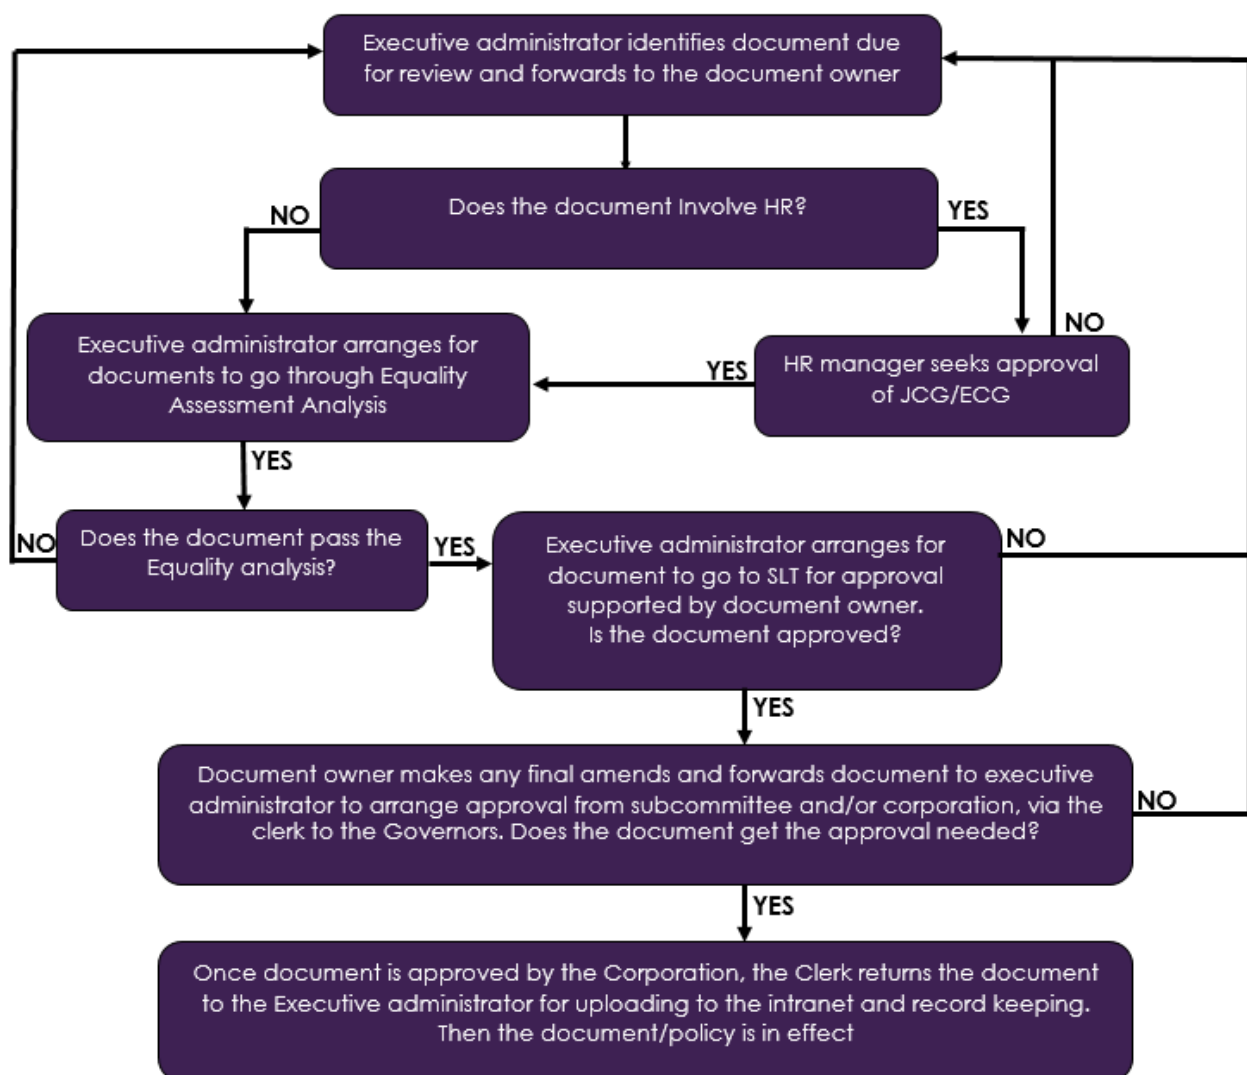 Executive administrator identifies document due
for review and forwards to the document owner
Does the document Involve HR?
NO
YES
Executive administrator arranges for
documents to go through Equality
Assessment Analysis
YES
HR manager seeks approval
of JCG/ECG
NO
YES
Does the document pass the
Equality analysis?
NO
YES
Executive administrator arranges for
document to go to SLT for approval
supported by document owner.
Is the document approved?
NO
YES
Document owner makes any final amends and forwards document to executive
administrator to arrange approval from subcommittee and/or corporation, via the
clerk to the Governors. Does the document get the approval needed?
NO
YES
Once document is approved by the Corporation, the Clerk returns the document
to the Executive administrator for uploading to the intranet and record keeping.
Then the document/policy is in effect